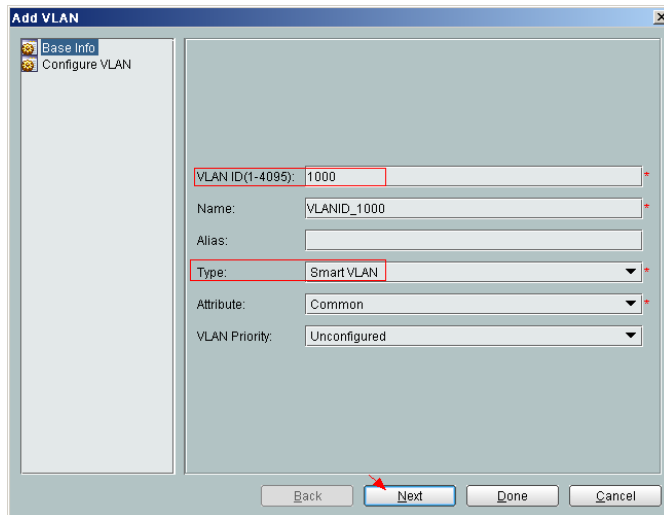 Add VLAN
Base Info
Configure VLAN
VLAN ID(1-4095): 1000 *
Name: VLANID_1000 *
Alias:
Type: Smart VLAN *
Attribute: Common *
VLAN Priority: Unconfigured
Back Next Done Cancel